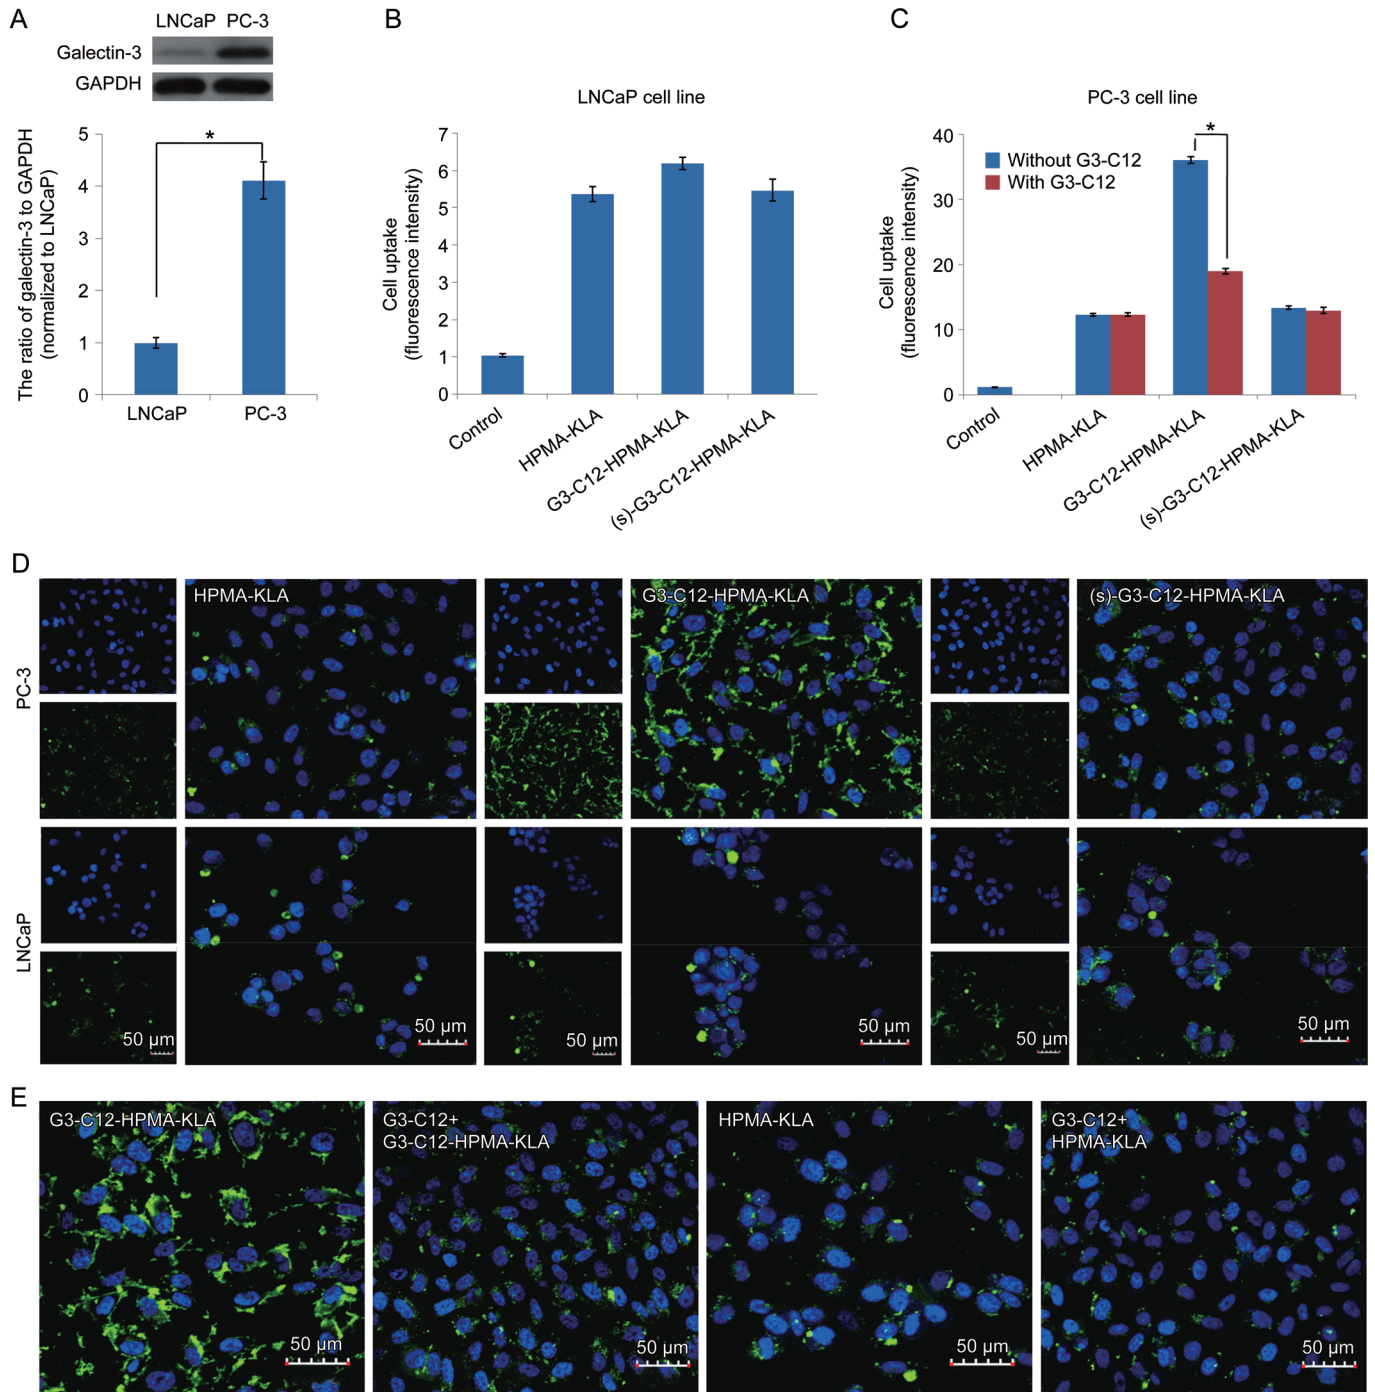 A
LNCaP PC-3
Galectin-3
GAPDH
The ratio of galectin-3 to GAPDH
(normalized to LNCaP)
5
4
3
2
1
0
*
LNCaP
PC-3
B
LNCaP cell line
Cell uptake
(fluorescence intensity)
7
6
5
4
3
2
1
0
Control
HPMA-KLA
G3-C12-HPMA-KLA
(s)-G3-C12-HPMA-KLA
C
PC-3 cell line
Cell uptake
(fluorescence intensity)
40
30
20
10
0
Without G3-C12
With G3-C12
*
Control
HPMA-KLA
G3-C12-HPMA-KLA
(s)-G3-C12-HPMA-KLA
D
PC-3
HPMA-KLA
G3-C12-HPMA-KLA
(s)-G3-C12-HPMA-KLA
LNCaP
50 µm
50 µm
50 µm
50 µm
50 µm
50 µm
E
G3-C12-HPMA-KLA
50 µm
G3-C12+
G3-C12-HPMA-KLA
50 µm
HPMA-KLA
50 µm
G3-C12+
HPMA-KLA
50 µm